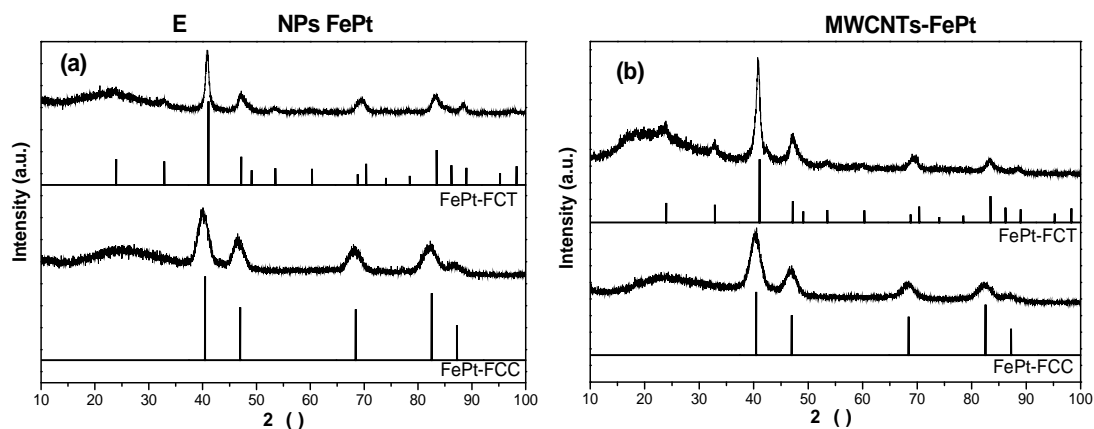 E NPs FePt
(a)
Intensity (a.u.)
FePt-FCT
FePt-FCC
10 20 30 40 50 60 70 80 90 100
2 ( )
MWCNTs-FePt
(b)
Intensity (a.u.)
FePt-FCT
FePt-FCC
10 20 30 40 50 60 70 80 90 100
2 ( )